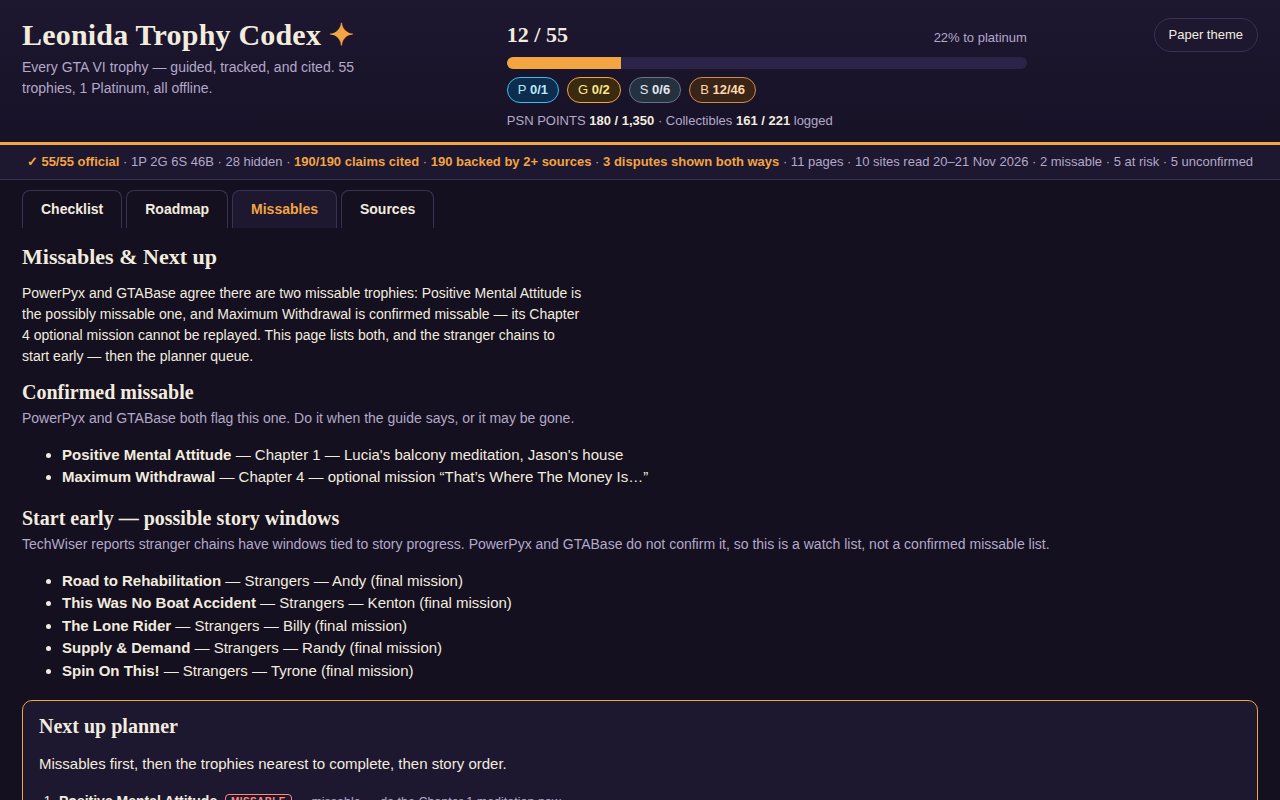 Leonida Trophy Codex ✦
Every GTA VI trophy — guided, tracked, and cited. 55
trophies, 1 Platinum, all offline.
12 / 55
22% to platinum
P 0/1
G 0/2
S 0/6
B 12/46
PSN POINTS 180 / 1,350 · Collectibles 161 / 221 logged
Paper theme
✓ 55/55 official · 1P 2G 6S 46B · 28 hidden · 190/190 claims cited · 190 backed by 2+ sources · 3 disputes shown both ways · 11 pages · 10 sites read 20–21 Nov 2026 · 2 missable · 5 at risk · 5 unconfirmed
Checklist
Roadmap
Missables
Sources
Missables & Next up
PowerPyx and GTABase agree there are two missable trophies: Positive Mental Attitude is
the possibly missable one, and Maximum Withdrawal is confirmed missable — its Chapter
4 optional mission cannot be replayed. This page lists both, and the stranger chains to
start early — then the planner queue.
Confirmed missable
PowerPyx and GTABase both flag this one. Do it when the guide says, or it may be gone.
• Positive Mental Attitude — Chapter 1 — Lucia's balcony meditation, Jason's house
• Maximum Withdrawal — Chapter 4 — optional mission “That’s Where The Money Is…”
Start early — possible story windows
TechWiser reports stranger chains have windows tied to story progress. PowerPyx and GTABase do not confirm it, so this is a watch list, not a confirmed missable list.
• Road to Rehabilitation — Strangers — Andy (final mission)
• This Was No Boat Accident — Strangers — Kenton (final mission)
• The Lone Rider — Strangers — Billy (final mission)
• Supply & Demand — Strangers — Randy (final mission)
• Spin On This! — Strangers — Tyrone (final mission)
Next up planner
Missables first, then the trophies nearest to complete, then story order.
1. Positive Mental Attitude MISSABLE — missable — do the Chapter 1 meditation now